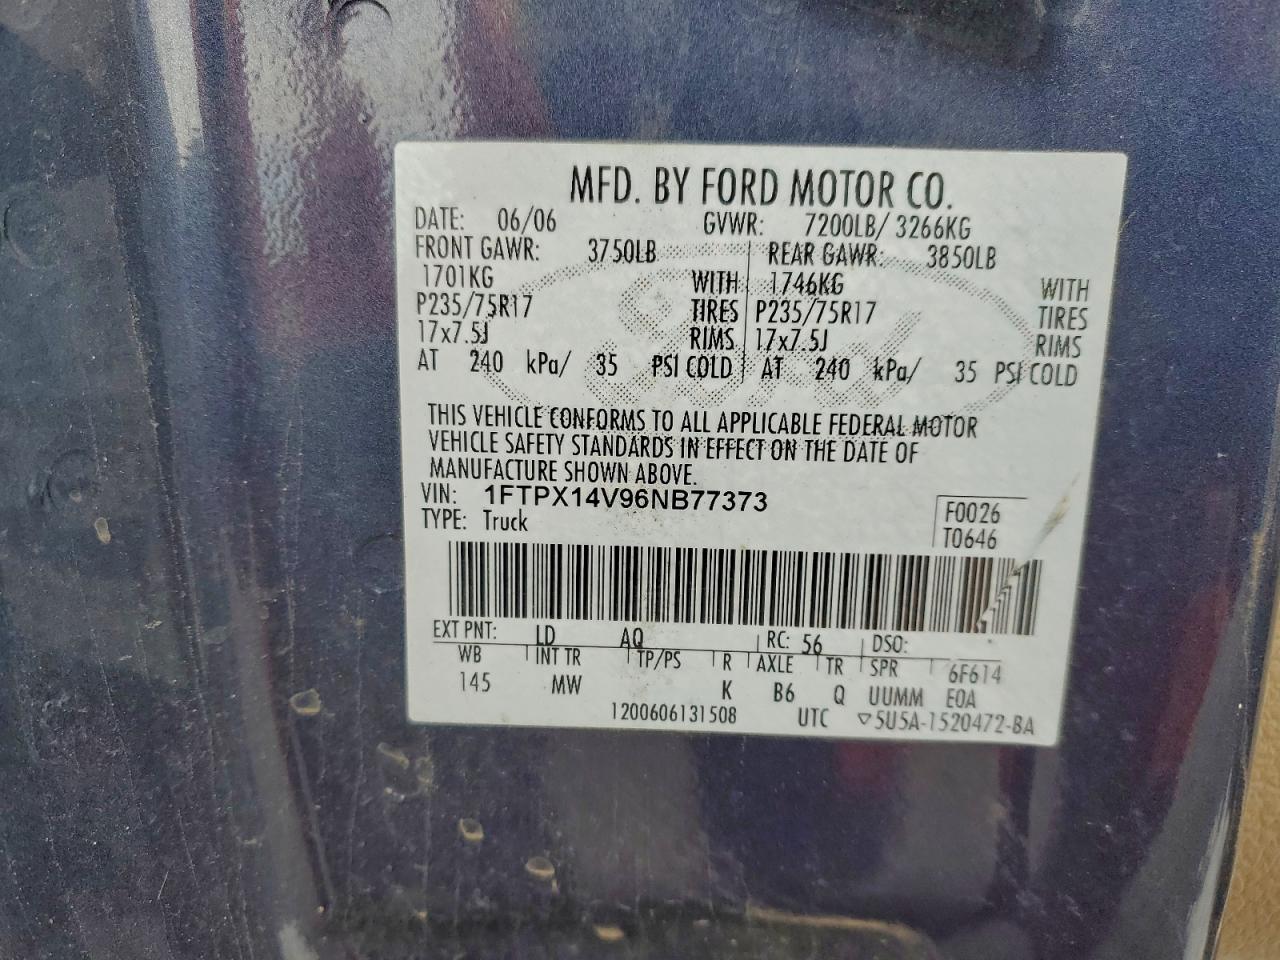 MFD. BY FORD MOTOR CO.
DATE: 06/06 GVWR: 7200LB/ 3266KG
FRONT GAWR: 3750LB REAR GAWR: 3850LB
1701KG WITH 1746KG WITH
P235/75R17 TIRES P235/75R17 TIRES
17x7.5J RIMS 17x7.5J RIMS
AT 240 kPa/ 35 PSI COLD AT 240 kPa/ 35 PSI COLD
THIS VEHICLE CONFORMS TO ALL APPLICABLE FEDERAL MOTOR
VEHICLE SAFETY STANDARDS IN EFFECT ON THE DATE OF
MANUFACTURE SHOWN ABOVE.
VIN: 1FTPX14V96NB77373
TYPE: Truck
F0026
T0646
EXT PNT: LD AQ RC: 56 DSO:
WB INT TR TP/PS R AXLE TR SPR 6F614
145 MW K B6 Q UUMM E0A
1200606131508 UTC ▽5U5A-1520472-BA